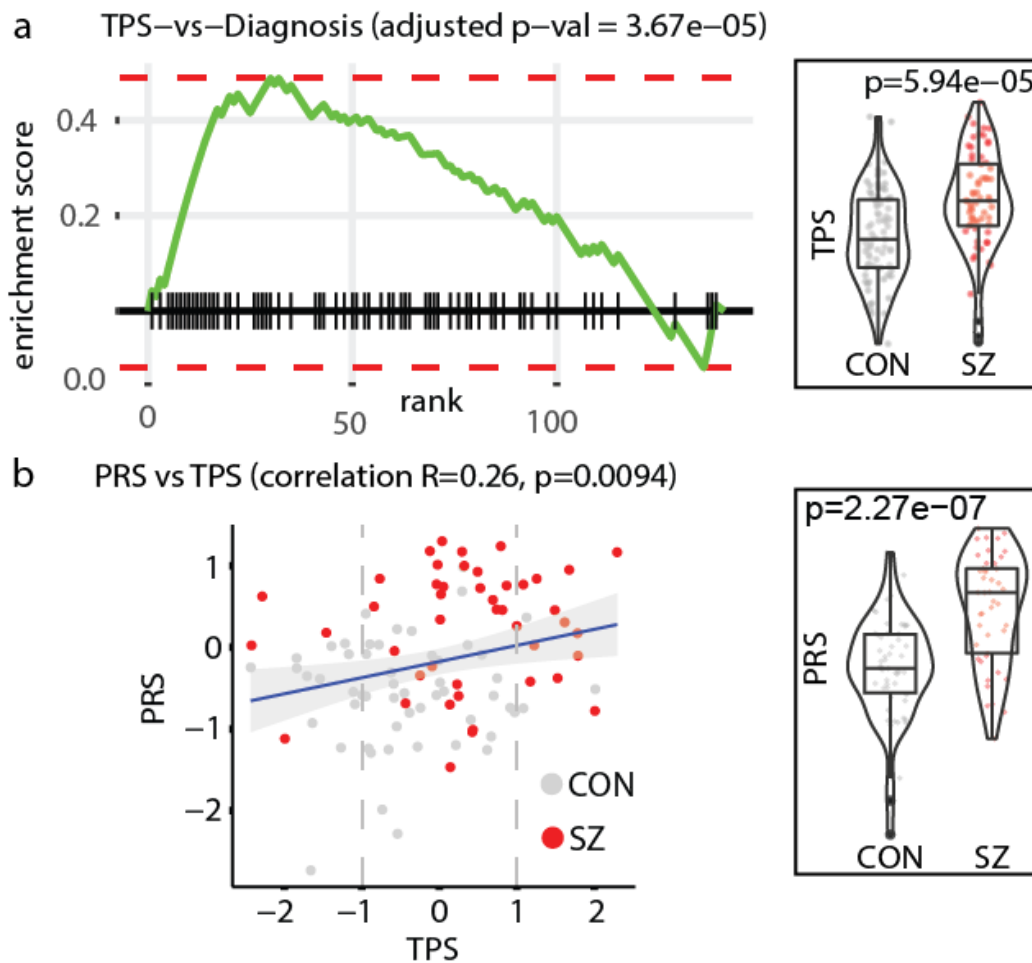 a
TPS−vs−Diagnosis (adjusted p−val = 3.67e−05)
enrichment score
0.4
0.2
0.0
0
50
100
rank
p=5.94e−05
TPS
CON SZ
b
PRS vs TPS (correlation R=0.26, p=0.0094)
PRS
1
0
−1
−2
−2 −1 0 1 2
TPS
CON
SZ
p=2.27e−07
PRS
CON SZ